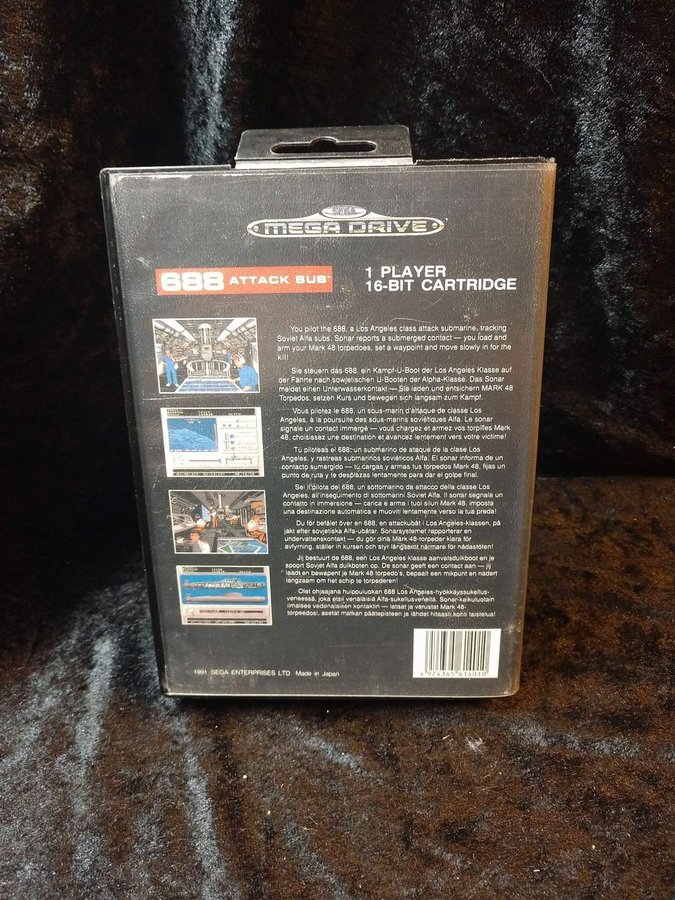 SEGA
MEGA DRIVE
688 ATTACK SUB™
1 PLAYER
16-BIT CARTRIDGE
You pilot the 688, a Los Angeles class attack submarine, tracking
Soviet Alfa subs. Sonar reports a submerged contact — you load and
arm your Mark 48 torpedoes, set a waypoint and move slowly in for the
kill!
Sie steuern das 688, ein Kampf-U-Boot der Los Angeles Klasse auf
der Fährte nach sowjetischen U-Booten der Alpha-Klasse. Das Sonar
meldet einen Unterwasserkontakt — Sie laden und entsichern MARK 48
Torpedos, setzen Kurs und bewegen sich langsam zum Kampf.
Vous pilotez le 688, un sous-marin d'attaque de classe Los
Angeles, à la poursuite des sous-marins soviétiques Alfa. Le sonar
signale un contact immergé — vous chargez et armez vos torpilles Mark
48, choisissez une destination et avancez lentement vers votre victime!
Tú piloteas el 688, un submarino de ataque de la clase Los
Angeles, y rastreas submarinos soviéticos Alfa. El sonar informa de un
contacto sumergido — tú cargas y armas tus torpedos Mark 48, fijas un
punto de ruta y te desplazas lentamente para dar el golpe final.
Sei il pilota del 688, un sottomarino da attacco della classe Los
Angeles, all'inseguimento di sottomarini Soviet Alfa. Il sonar segnala un
contatto in immersione — carica e arma i tuoi siluri Mark 48, imposta
una destinazione automatica e muoviti lentamente verso la tua preda!
Du för befälet över en 688, en attackubåt i Los Angeles-klassen, på
jakt efter sovjetiska Alfa-ubåtar. Sonarsystemet rapporterar en
undervattenskontakt — du gör dina Mark 48-torpeder klara för
avfyrning, ställer in kursen och styr långsamt närmare för nådastöten!
Jij bestuurt de 688, een Los Angeles klasse aanvalsduikboot en je
spoort Soviet Alfa duikboten op. De sonar geeft een contact aan — jij
laadt en bewapent je Mark 48 torpedo's, bepaalt een mikpunt en nadert
langzaam om het schip te torpederen!
Olet ohjaajana huippuluokan 688 Los Angeles-hyökkäyssukellus-
veneessä, joka etsii venäläisiä Alfa-sukellusveneitä. Sonar-kaikuluotain
ilmaisee vedenalaisen kontaktin — lataat ja verustat Mark 48-
torpeedosi, asetat matkan päätepisteen ja lähdet hitaasti kohti taistelua!
1991 SEGA ENTERPRISES LTD Made in Japan
4 974365 614010